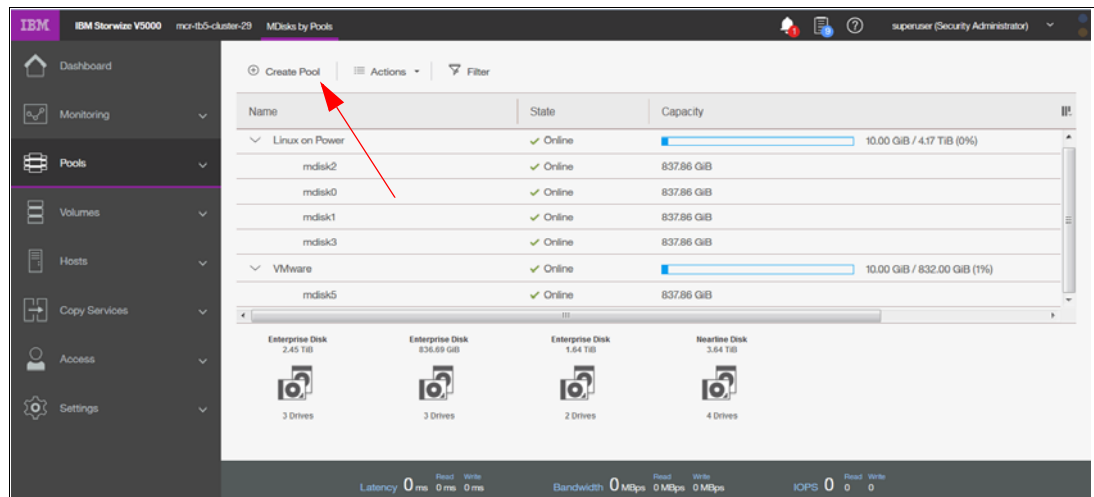 IBM IBM Storwize V5000 mcr-tb5-cluster-29 MDisks by Pools 1 9 ? superuser (Security Administrator)
Dashboard
Monitoring
Pools
Volumes
Hosts
Copy Services
Access
Settings
Create Pool Actions Filter
Name State Capacity
Linux on Power Online 10.00 GiB / 4.17 TiB (0%)
mdisk2 Online 837.86 GiB
mdisk0 Online 837.86 GiB
mdisk1 Online 837.86 GiB
mdisk3 Online 837.86 GiB
VMware Online 10.00 GiB / 832.00 GiB (1%)
mdisk5 Online 837.86 GiB
Enterprise Disk Enterprise Disk Enterprise Disk Nearline Disk
2.45 TiB 836.69 GiB 1.64 TiB 3.64 TiB
3 Drives 3 Drives 2 Drives 4 Drives
Read Write Read Write Read Write
Latency 0 ms 0 ms 0 ms Bandwidth 0 MBps 0 MBps 0 MBps IOPS 0 0 0